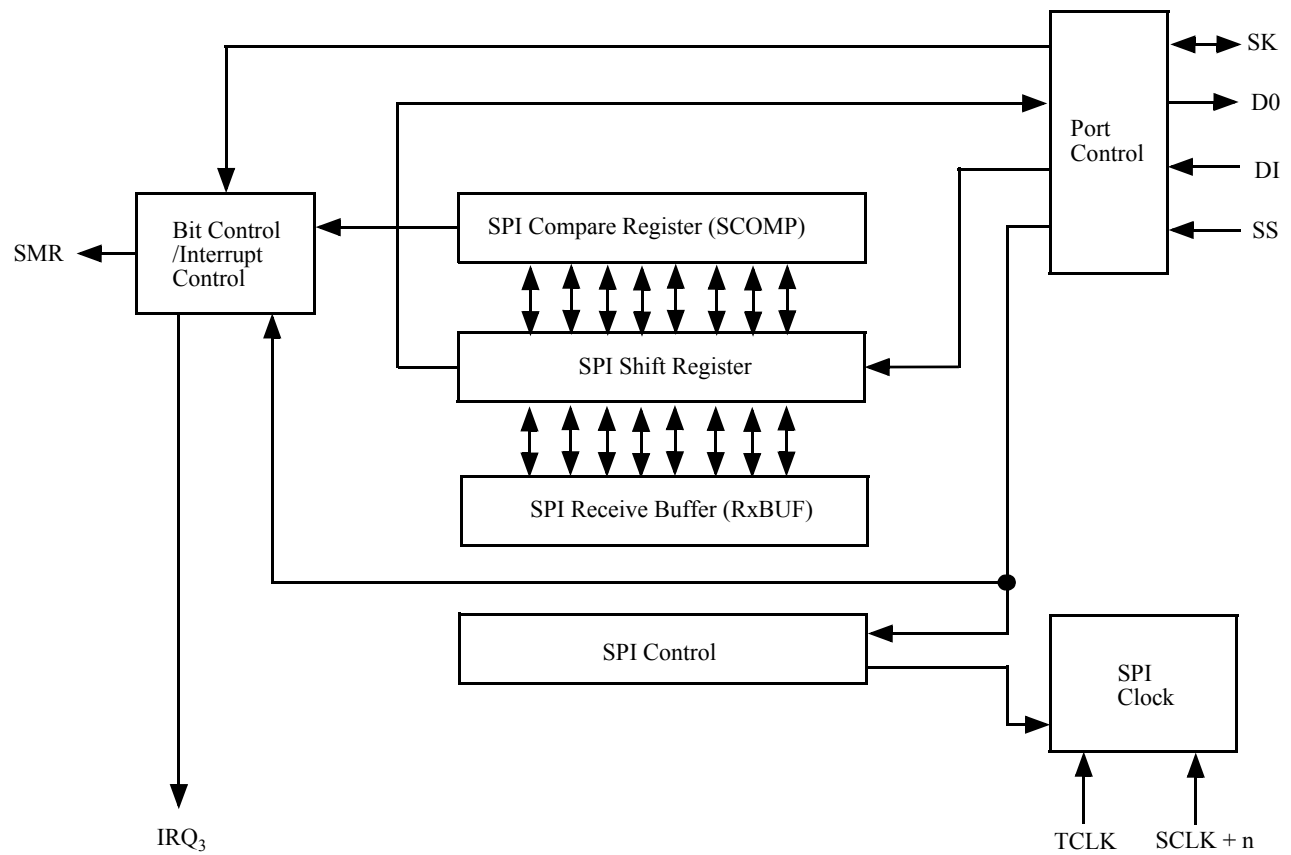 SK
D0
Port
Control
DI
SS
Bit Control
/Interrupt
Control
SMR
SPI Compare Register (SCOMP)
SPI Shift Register
SPI Receive Buffer (RxBUF)
SPI Control
SPI
Clock
IRQ₃
TCLK
SCLK + n